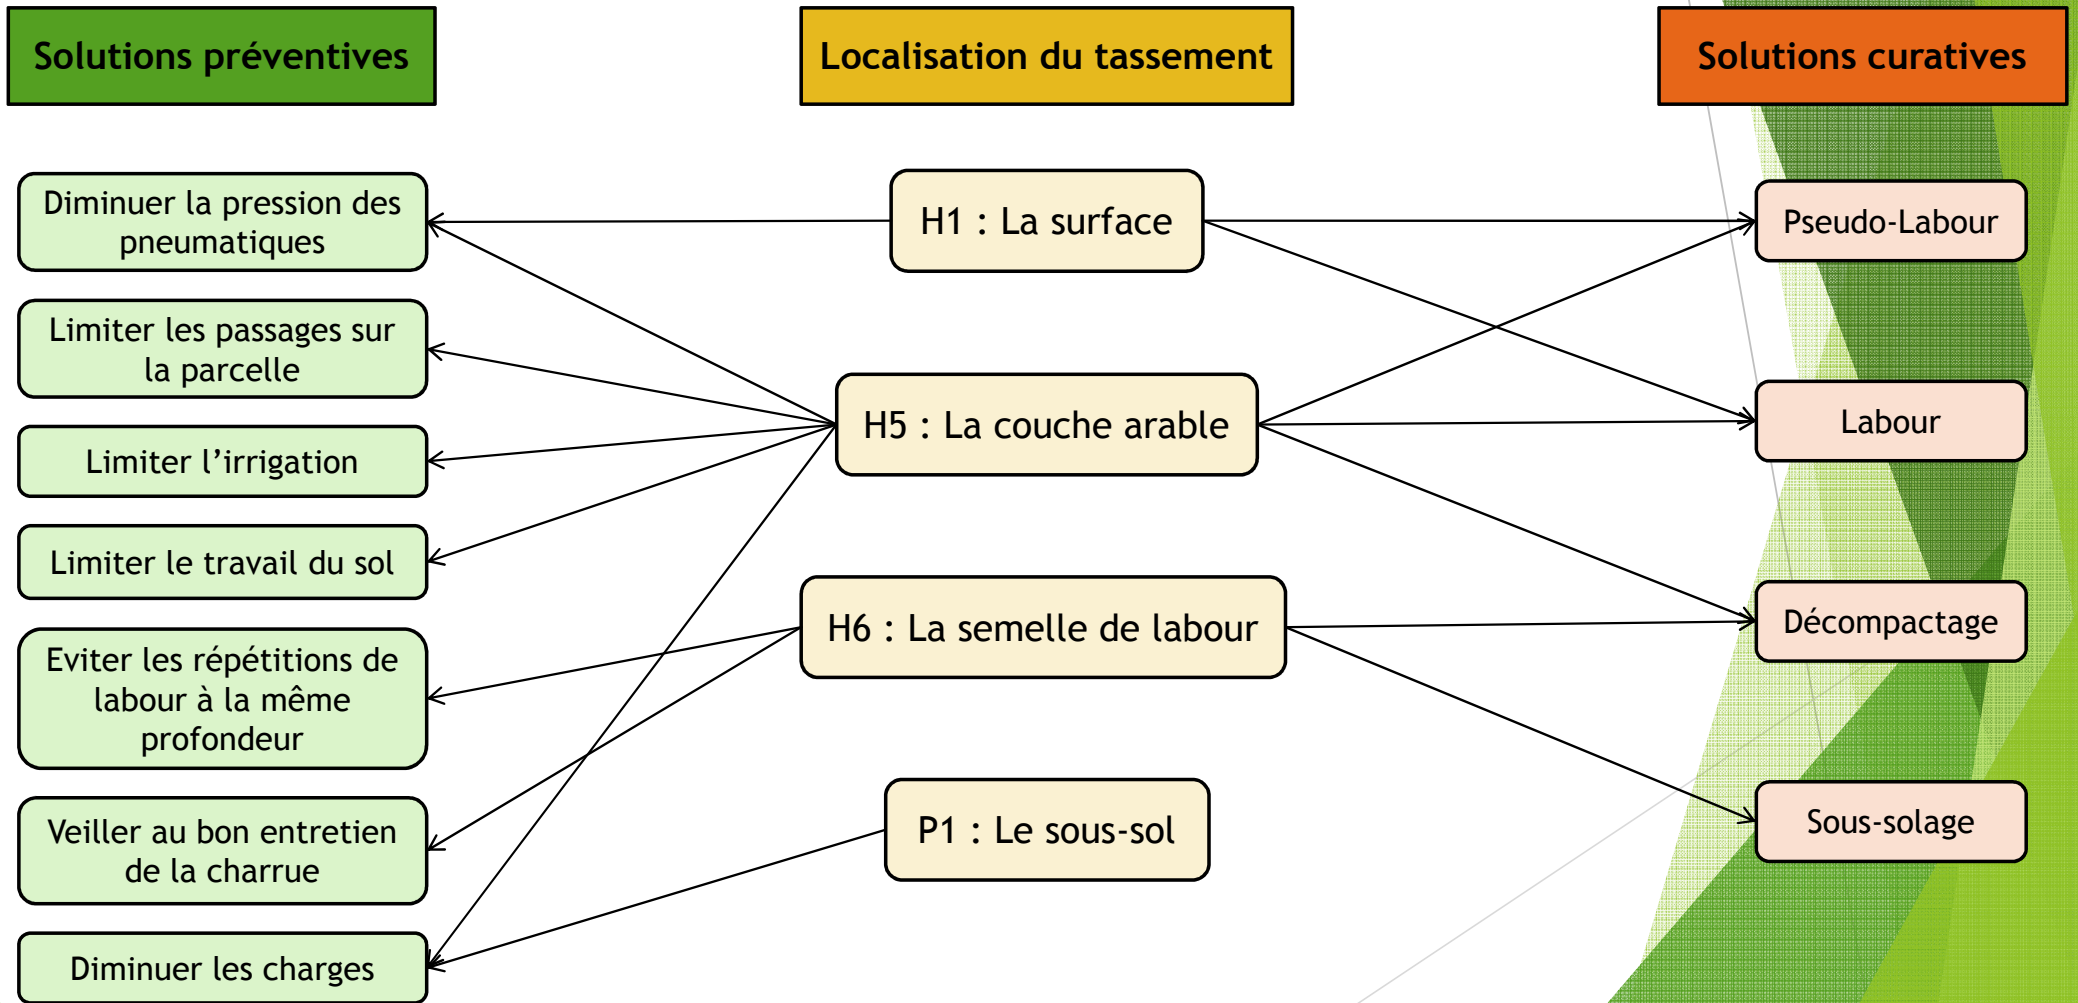 Solutions préventives
Localisation du tassement
Solutions curatives
Diminuer la pression des
pneumatiques
Limiter les passages sur
la parcelle
Limiter l’irrigation
Limiter le travail du sol
Eviter les répétitions de
labour à la même
profondeur
Veiller au bon entretien
de la charrue
Diminuer les charges
H1 : La surface
H5 : La couche arable
H6 : La semelle de labour
P1 : Le sous-sol
Pseudo-Labour
Labour
Décompactage
Sous-solage